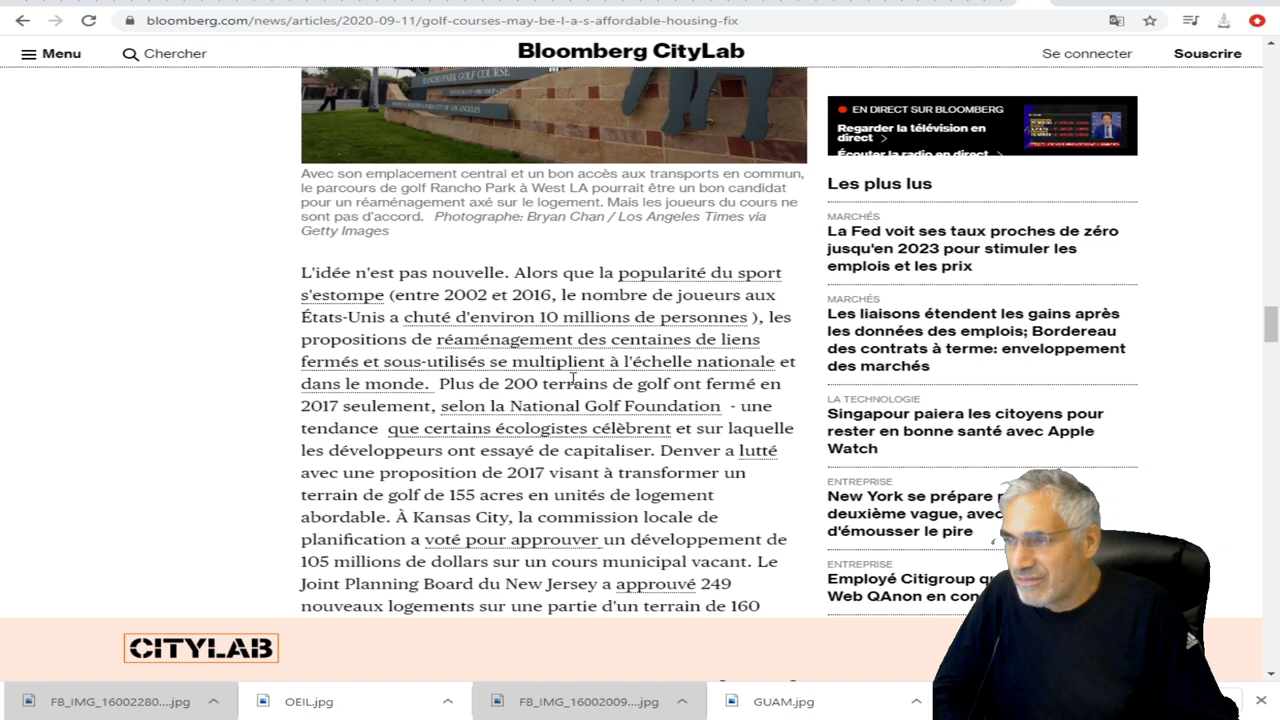 bloomberg.com/news/articles/2020-09-11/golf-courses-may-be-l-a-s-affordable-housing-fix
Menu
Chercher
Bloomberg CityLab
Se connecter
Souscrire
RANCHO PARK GOLF COURSE
Avec son emplacement central et un bon accès aux transports en commun,
le parcours de golf Rancho Park à West LA pourrait être un bon candidat
pour un réaménagement axé sur le logement. Mais les joueurs du cours ne
sont pas d'accord. Photographe: Bryan Chan / Los Angeles Times via
Getty Images
L'idée n'est pas nouvelle. Alors que la popularité du sport
s'estompe (entre 2002 et 2016, le nombre de joueurs aux
États-Unis a chuté d'environ 10 millions de personnes ), les
propositions de réaménagement des centaines de liens
fermés et sous-utilisés se multiplient à l'échelle nationale et
dans le monde. Plus de 200 terrains de golf ont fermé en
2017 seulement, selon la National Golf Foundation - une
tendance que certains écologistes célèbrent et sur laquelle
les développeurs ont essayé de capitaliser. Denver a lutté
avec une proposition de 2017 visant à transformer un
terrain de golf de 155 acres en unités de logement
abordable. À Kansas City, la commission locale de
planification a voté pour approuver un développement de
105 millions de dollars sur un cours municipal vacant. Le
Joint Planning Board du New Jersey a approuvé 249
nouveaux logements sur une partie d'un terrain de 160
EN DIRECT SUR BLOOMBERG
Regarder la télévision en
direct >
Écouter la radio en direct >
Les plus lus
MARCHÉS
La Fed voit ses taux proches de zéro
jusqu'en 2023 pour stimuler les
emplois et les prix
MARCHÉS
Les liaisons étendent les gains après
les données des emplois; Bordereau
des contrats à terme: enveloppement
des marchés
LA TECHNOLOGIE
Singapour paiera les citoyens pour
rester en bonne santé avec Apple
Watch
ENTREPRISE
New York se prépare
deuxième vague, avec
d'émousser le pire
ENTREPRISE
Employé Citigroup
Web QAnon en
CITYLAB
FB_IMG_16002280...jpg
OEIL.jpg
FB_IMG_16002009...jpg
GUAM.jpg